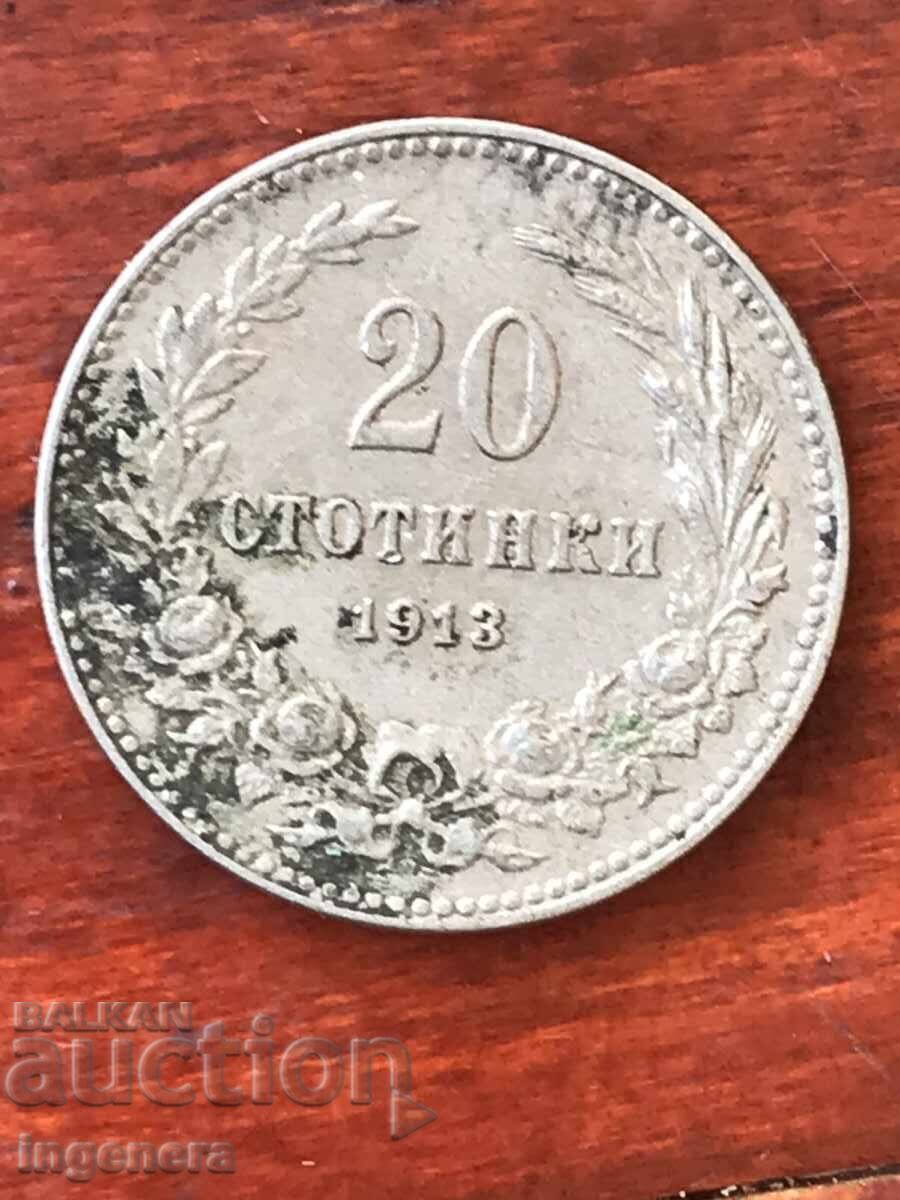 20
СТОТИНКИ
1913
BALKAN
auction
ingenera